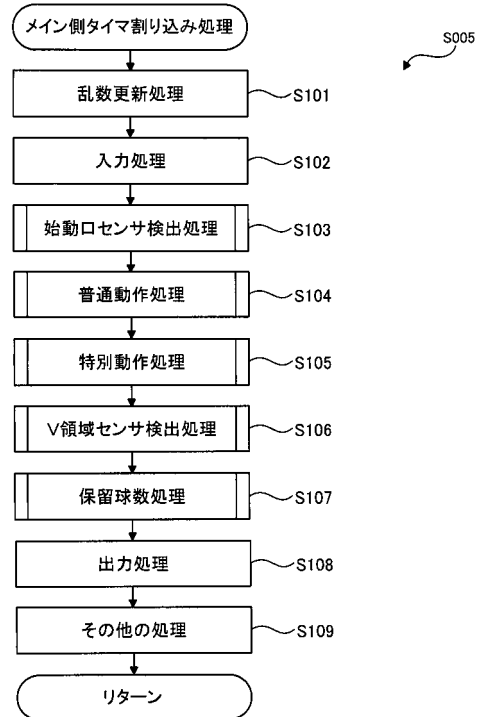 メイン側タイマ割り込み処理
S005
乱数更新処理
S101
入力処理
S102
始動口センサ検出処理
S103
普通動作処理
S104
特別動作処理
S105
V領域センサ検出処理
S106
保留球数処理
S107
出力処理
S108
その他の処理
S109
リターン